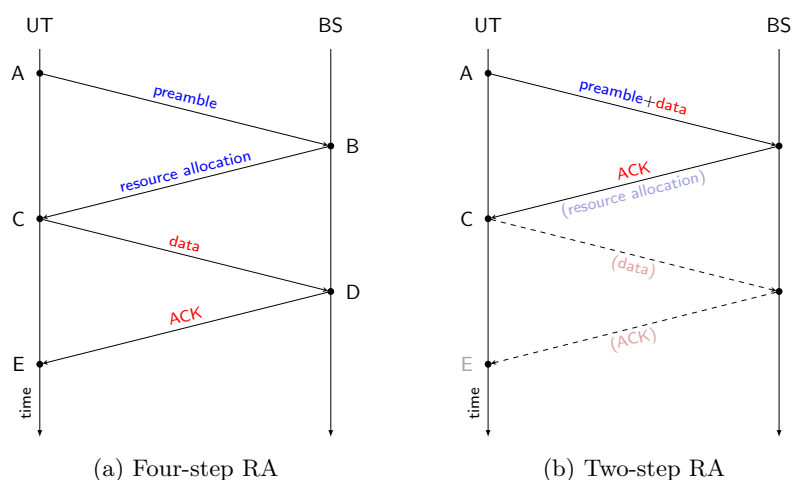 UT
BS
A
preamble
B
resource allocation
C
data
D
ACK
E
time
(a) Four-step RA
UT
BS
A
preamble+data
ACK
(resource allocation)
C
(data)
(ACK)
E
time
(b) Two-step RA